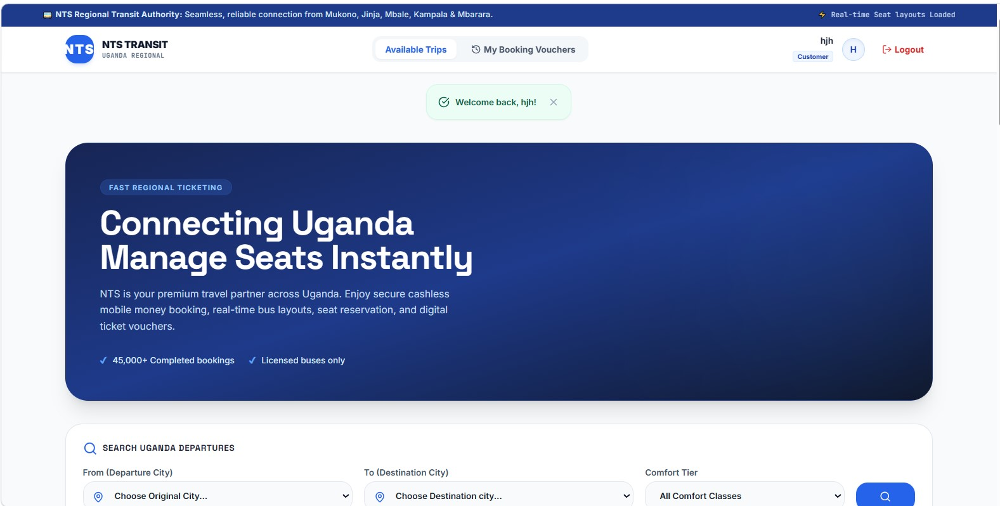 NTS Regional Transit Authority: Seamless, reliable connection from Mukono, Jinja, Mbale, Kampala & Mbarara.
Real-time Seat layouts Loaded
NTS
NTS TRANSIT
UGANDA REGIONAL
Available Trips
My Booking Vouchers
hjh
Customer
H
Logout
Welcome back, hjh!
FAST REGIONAL TICKETING
Connecting Uganda
Manage Seats Instantly
NTS is your premium travel partner across Uganda. Enjoy secure cashless
mobile money booking, real-time bus layouts, seat reservation, and digital
ticket vouchers.
45,000+ Completed bookings
Licensed buses only
SEARCH UGANDA DEPARTURES
From (Departure City)
To (Destination City)
Comfort Tier
Choose Original City...
Choose Destination city...
All Comfort Classes